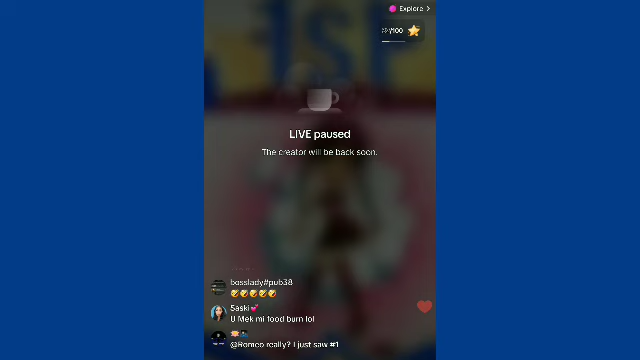 Explore >
/100
LIVE paused
The creator will be back soon.
bosslady#pub38
🤣🤣🤣🤣🤣
Saski💕
U Mek mi food burn lol
@Romeo really? I just saw #1